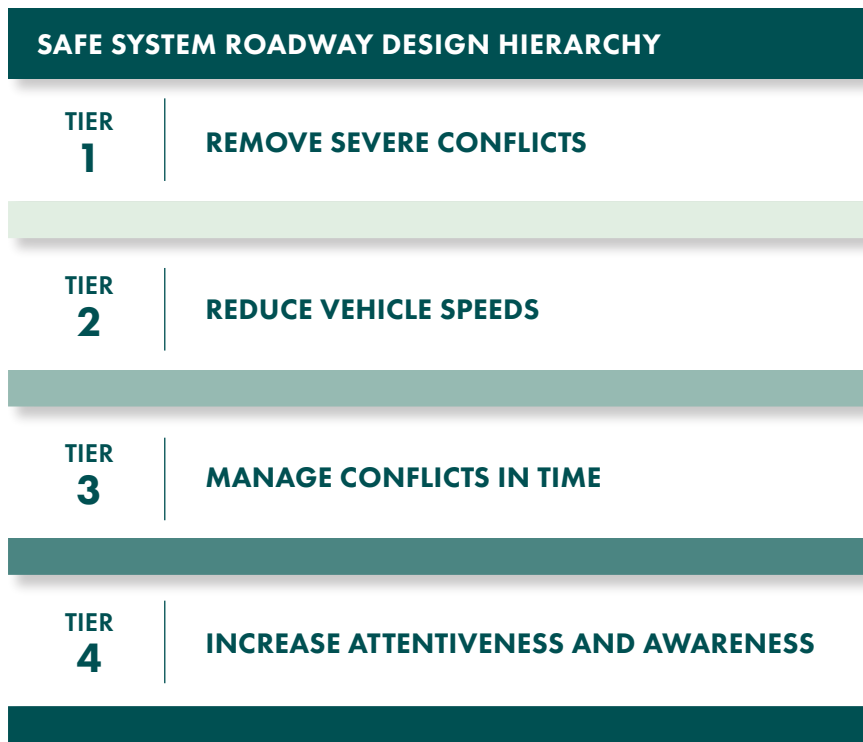 SAFE SYSTEM ROADWAY DESIGN HIERARCHY
TIER
1
REMOVE SEVERE CONFLICTS
TIER
2
REDUCE VEHICLE SPEEDS
TIER
3
MANAGE CONFLICTS IN TIME
TIER
4
INCREASE ATTENTIVENESS AND AWARENESS